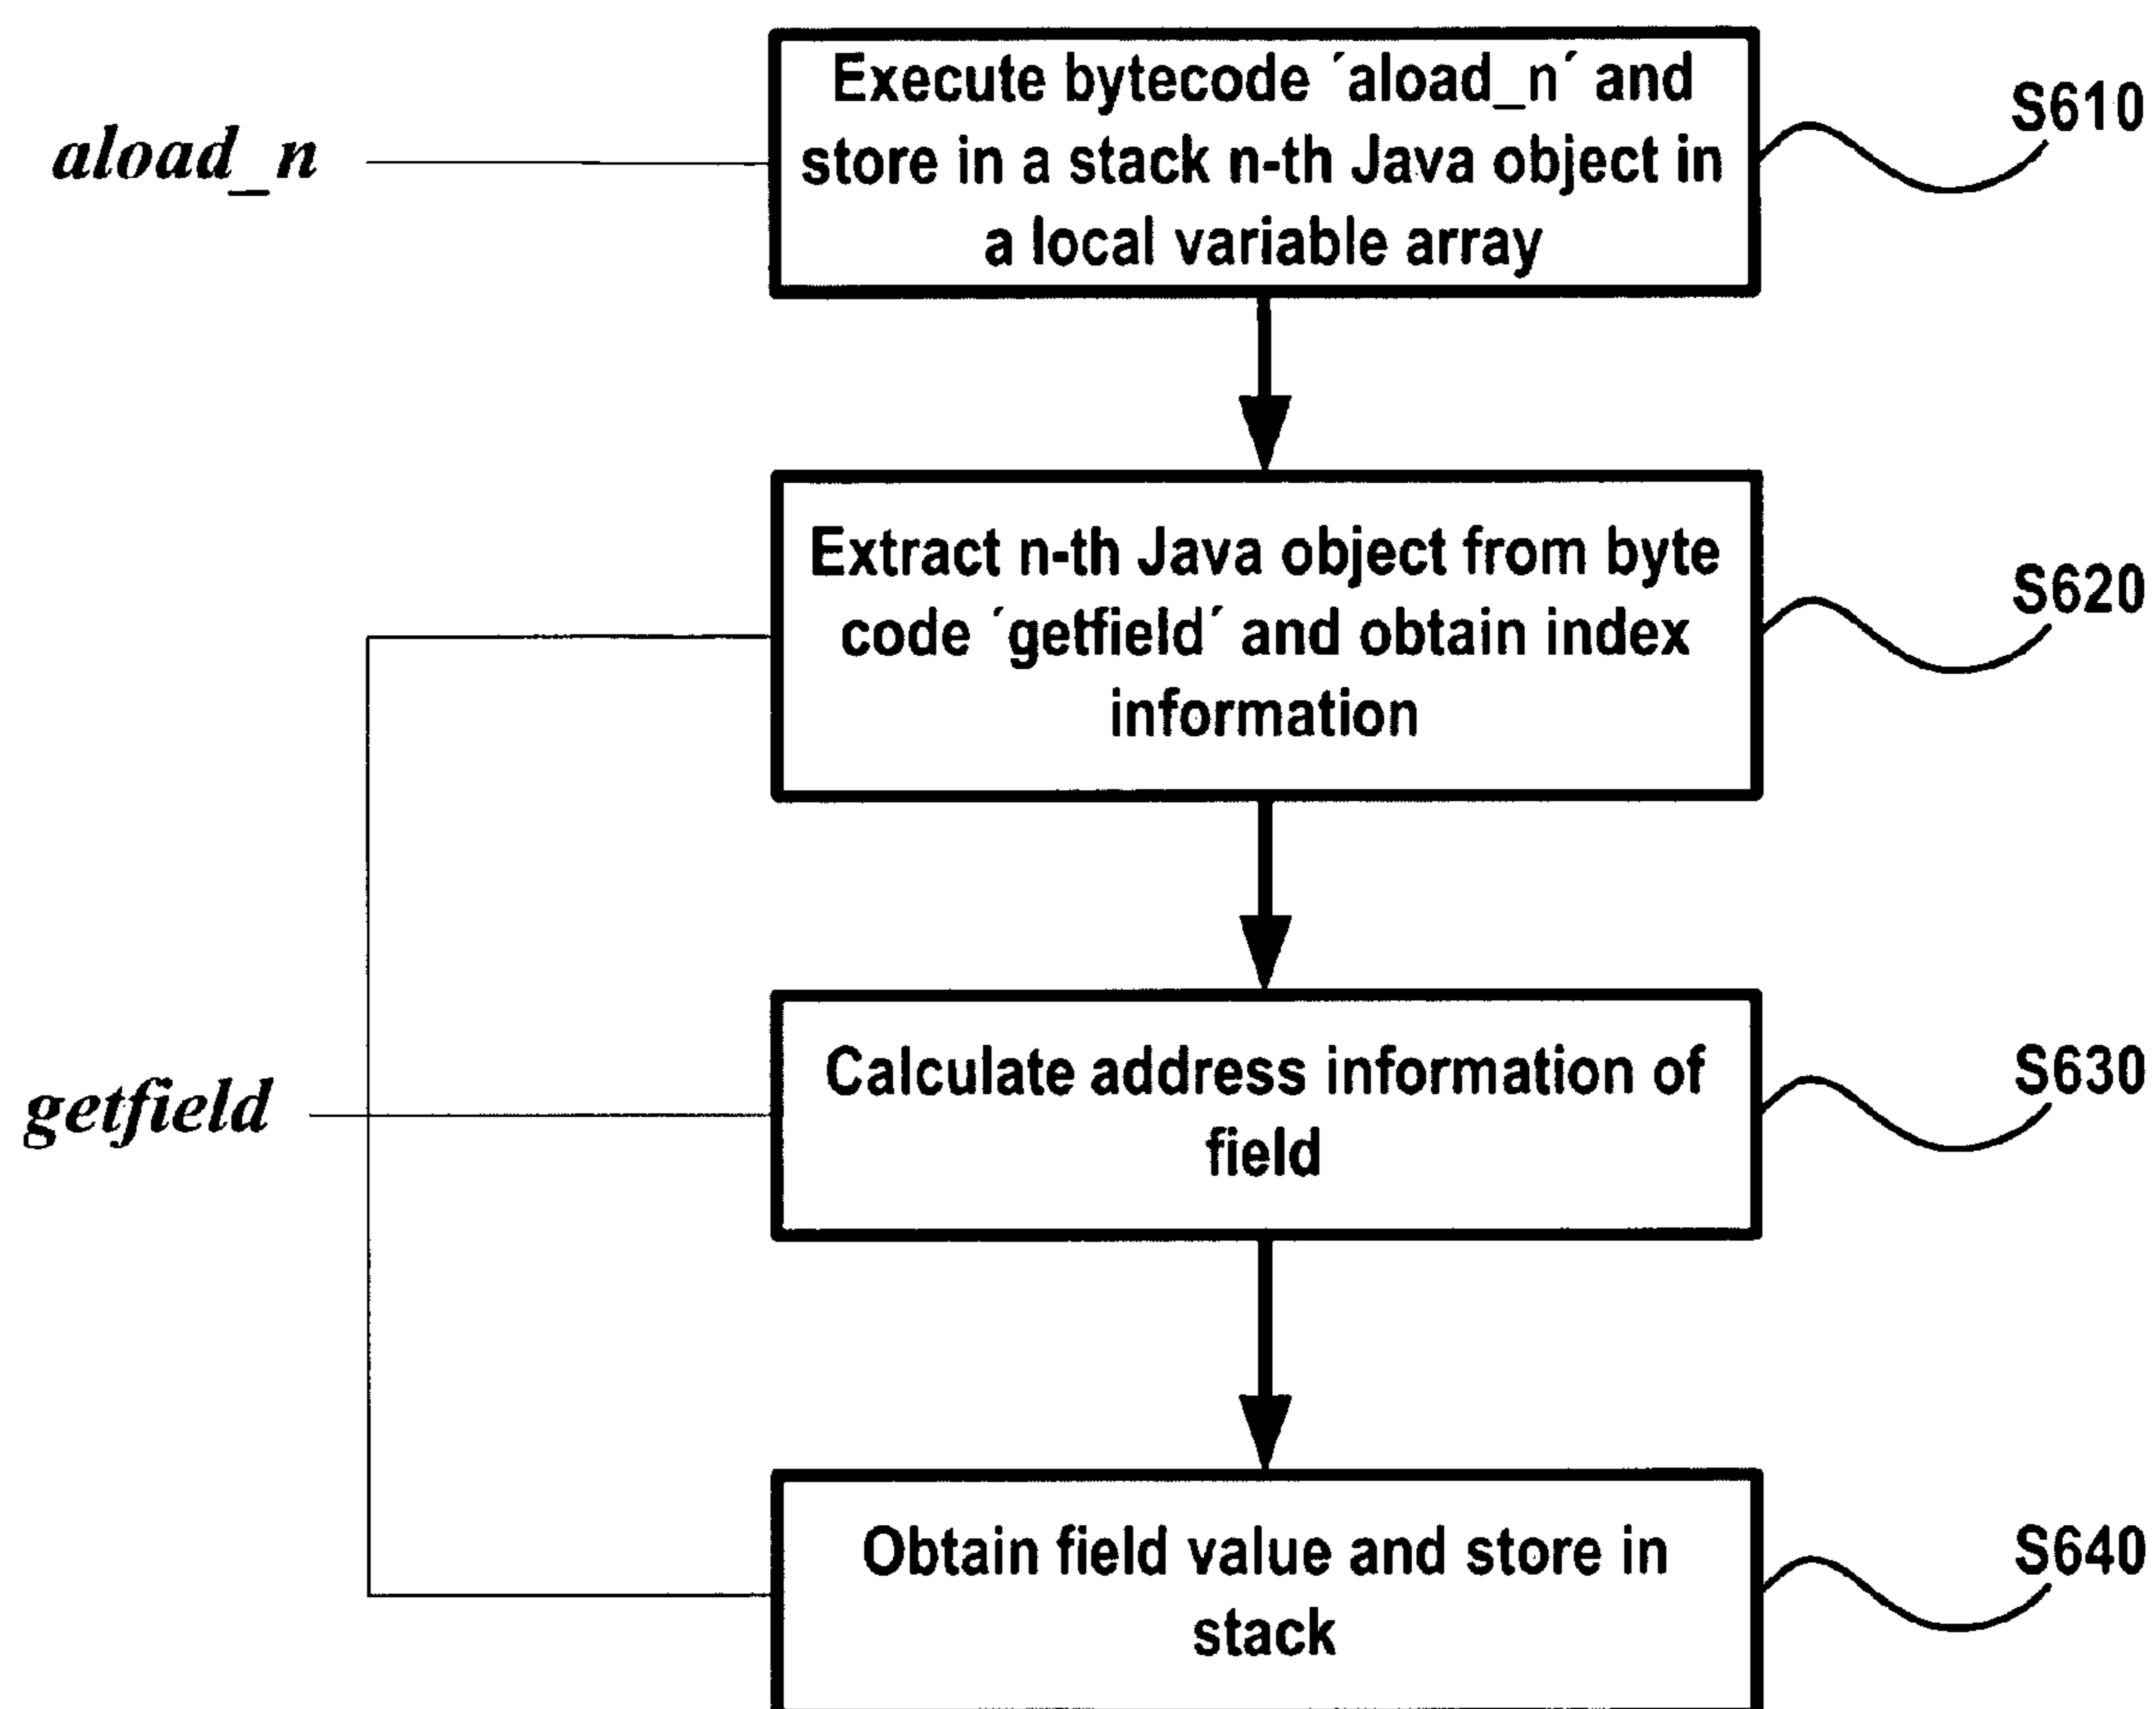 Execute bytecode ´aload_n´ and
store in a stack n-th Java object in
a local variable array
S610
aload_n
Extract n-th Java object from byte
code ´getfield´ and obtain index
information
S620
Calculate address information of
field
S630
getfield
Obtain field value and store in
stack
S640